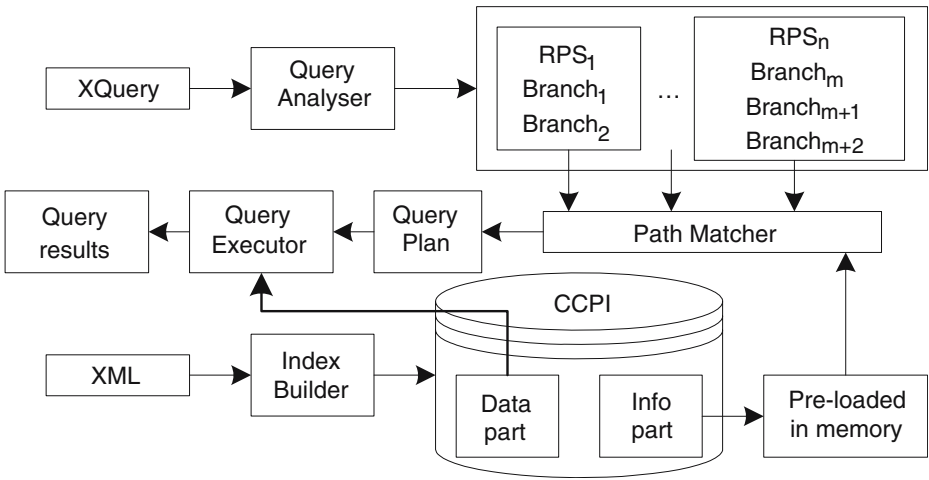 XQuery
Query
Analyser
RPS1
Branch1
Branch2
...
RPSn
Branchm
Branchm+1
Branchm+2
Query
results
Query
Executor
Query
Plan
Path Matcher
CCPI
XML
Index
Builder
Data
part
Info
part
Pre-loaded
in memory